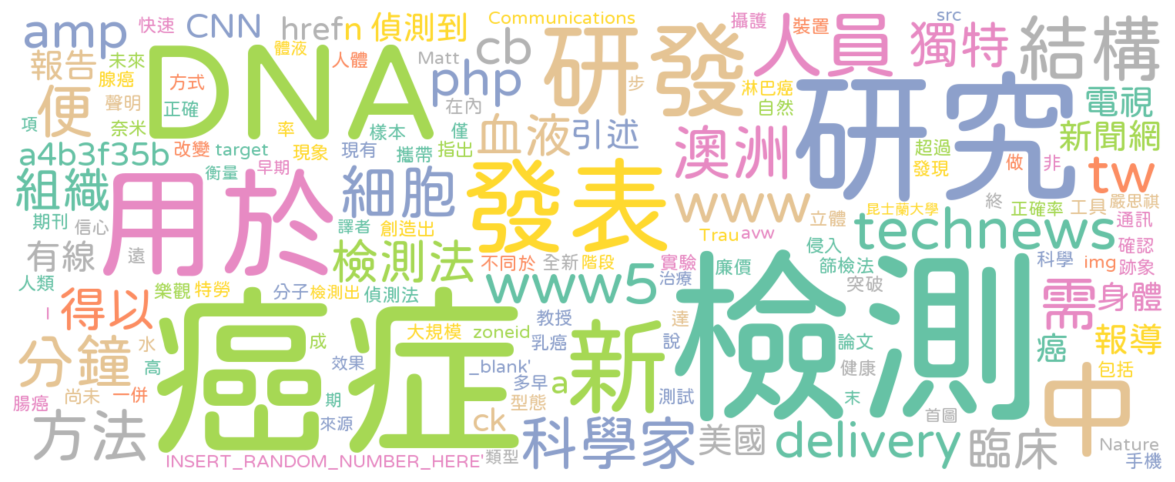 amp
快速
CNN
href
n
偵測到
Communications
攝護
裝置
src
人員
獨特
結構
報告
未來
腺癌
DNA
體液
人體
Matt
php
cb
研發
步
淋巴癌
自然
研究
電視
便
方式
聲明
正確
在內
項
奈米
率
樣本
僅
血液
引述
澳洲
超過
發現
做
非
新聞網
a4b3f35b
改變
target
現象
現有
攜帶
指出
衡量
早期
組織
用於
細胞
發表
www
tw
期刊
信心
譯者
創造出
Trau
avw
立體
昆士蘭大學
終
正確率
工具
嚴思祺
通訊
technews
有線
遠
檢測法
不同於
全新
階段
實驗
廉價
侵入
篩檢法
科學
img
確認
跡象
人類
樂觀
特勞
分子
檢測出
偵測法
www5
治療
突破
需
身體
l
得以
癌症
大規模
zoneid
教授
達
檢測
新
乳癌
說
論文
癌
報導
分鐘
水
成
高
效果
_blank'
a
健康
包括
中
尚未
一併
腸癌
期
多早
型態
測試
末
來源
ck
方法
科學家
美國
delivery
首圖
臨床
Nature
手機
INSERT_RANDOM_NUMBER_HERE'
類型